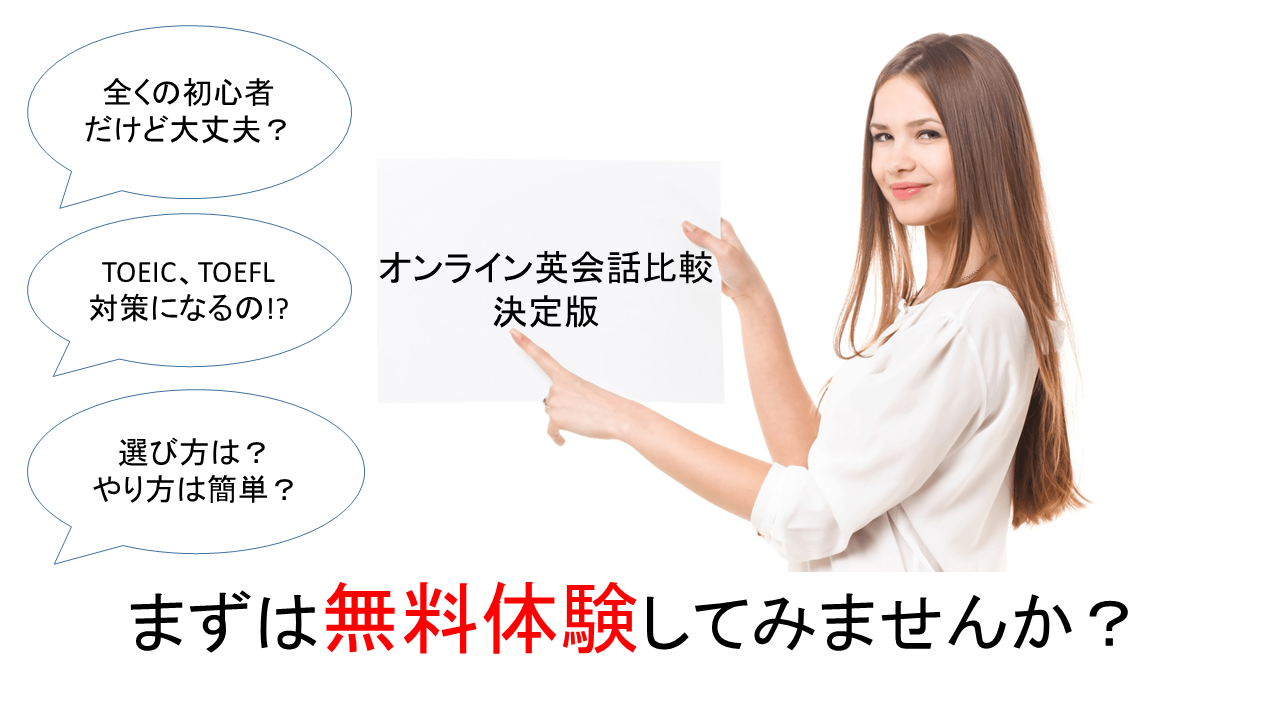 全くの初心者
だけど大丈夫？
TOEIC、TOEFL
対策になるの!?
選び方は？
やり方は簡単？
オンライン英会話比較
決定版
まずは無料体験してみませんか？